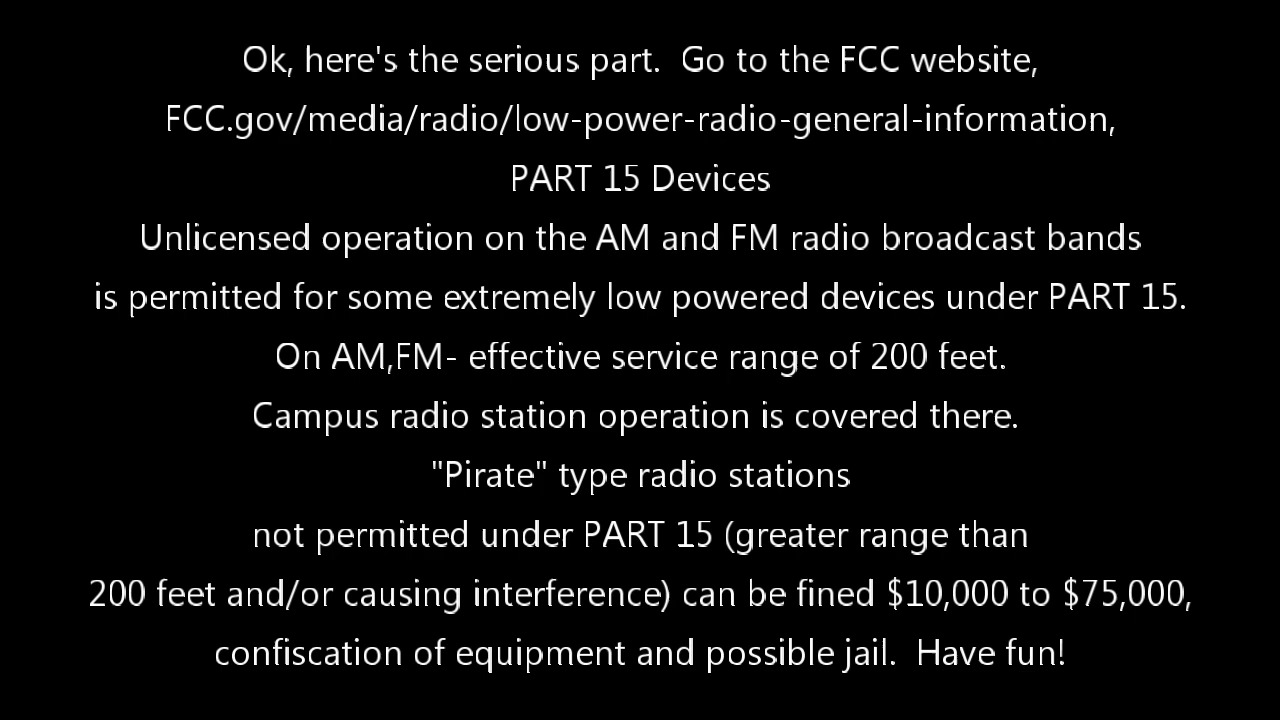 Ok, here's the serious part.  Go to the FCC website,
FCC.gov/media/radio/low-power-radio-general-information,
PART 15 Devices
Unlicensed operation on the AM and FM radio broadcast bands
is permitted for some extremely low powered devices under PART 15.
On AM,FM- effective service range of 200 feet.
Campus radio station operation is covered there.
"Pirate" type radio stations
not permitted under PART 15 (greater range than
200 feet and/or causing interference) can be fined $10,000 to $75,000,
confiscation of equipment and possible jail.  Have fun!